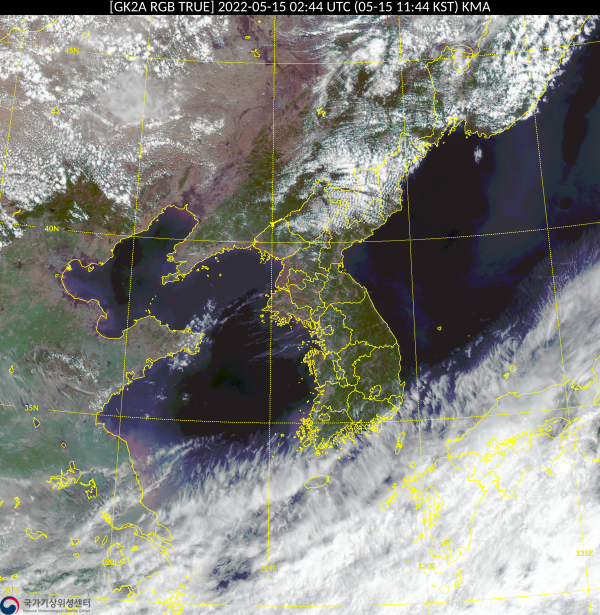 [GK2A RGB TRUE] 2022-05-15 02:44 UTC (05-15 11:44 KST) KMA
45N
40N
35N
135E
130E
120E
국가기상위성센터
National Meteorological Satellite Center